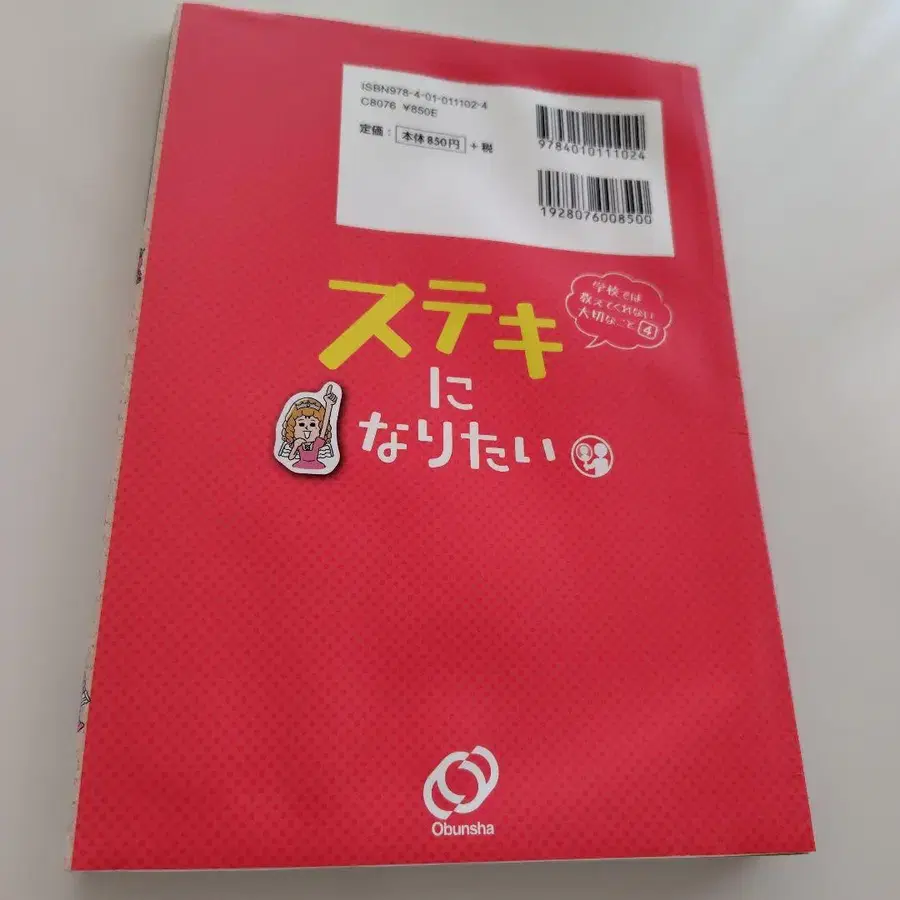 ISBN978-4-01-011102-4
C8076 ¥850E
定価： 本体850円 +税
9784010111024
1928076008500
学校では
教えてくれない
大切なこと 4
ステキ
に
なりたい
Obunsha